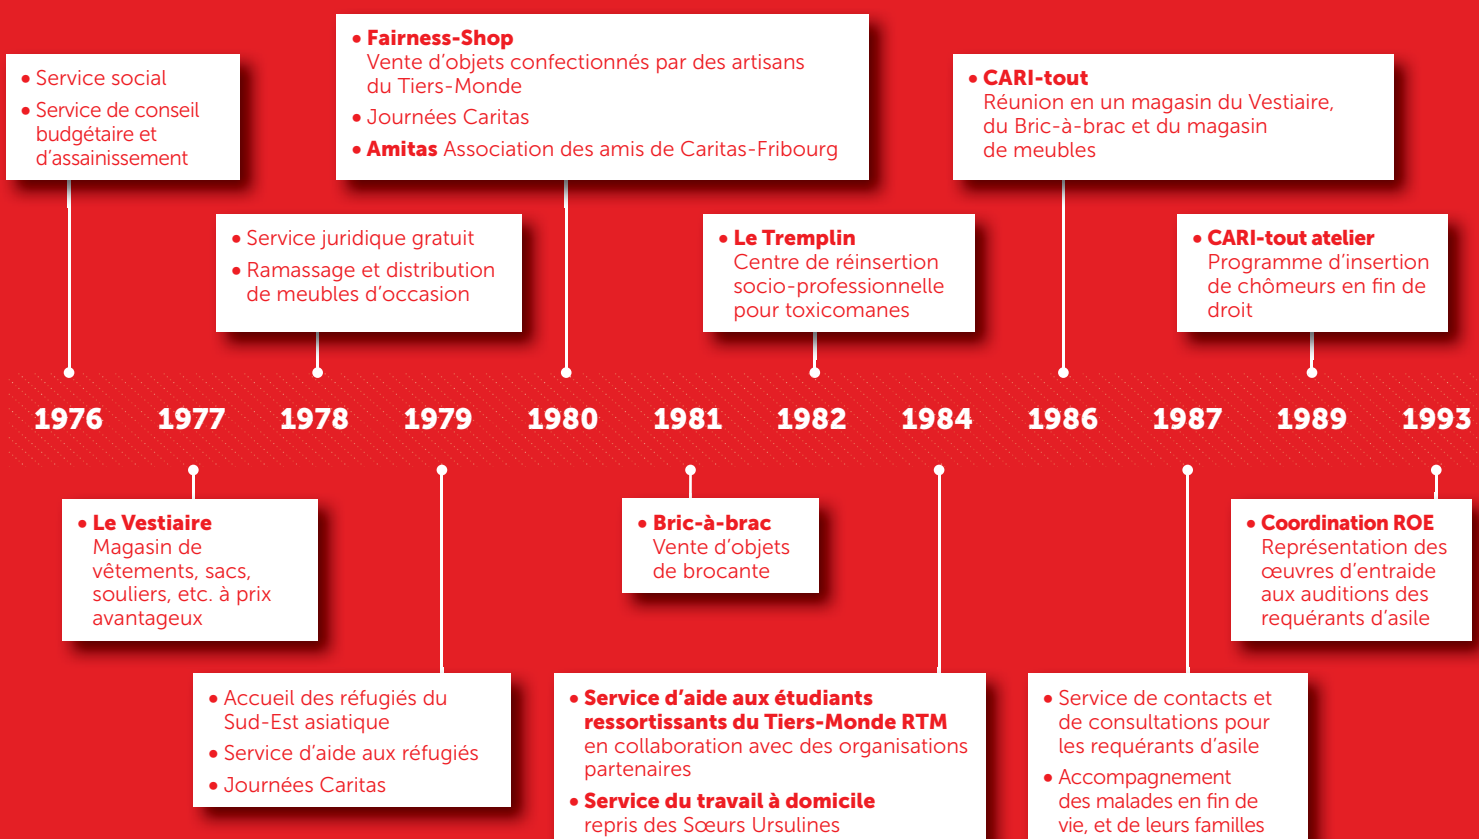 • Service social
• Service de conseil
budgétaire et
d’assainissement
• Service juridique gratuit
• Ramassage et distribution
de meubles d’occasion
• Fairness-Shop
Vente d’objets confectionnés par des artisans
du Tiers-Monde
• Journées Caritas
• Amitas Association des amis de Caritas-Fribourg
• Le Tremplin
Centre de réinsertion
socio-professionnelle
pour toxicomanes
• CARI-tout
Réunion en un magasin du Vestiaire,
du Bric-à-brac et du magasin
de meubles
• CARI-tout atelier
Programme d’insertion
de chômeurs en fin de
droit
1976 1977 1978 1979 1980 1981 1982 1984 1986 1987 1989 1993
• Le Vestiaire
Magasin de
vêtements, sacs,
souliers, etc. à prix
avantageux
• Accueil des réfugiés du
Sud-Est asiatique
• Service d’aide aux réfugiés
• Journées Caritas
• Bric-à-brac
Vente d’objets
de brocante
• Service d’aide aux étudiants
ressortissants du Tiers-Monde RTM
en collaboration avec des organisations
partenaires
• Service du travail à domicile
repris des Sœurs Ursulines
• Service de contacts et
de consultations pour
les requérants d’asile
• Accompagnement
des malades en fin de
vie, et de leurs familles
• Coordination ROE
Représentation des
œuvres d’entraide
aux auditions des
requérants d’asile